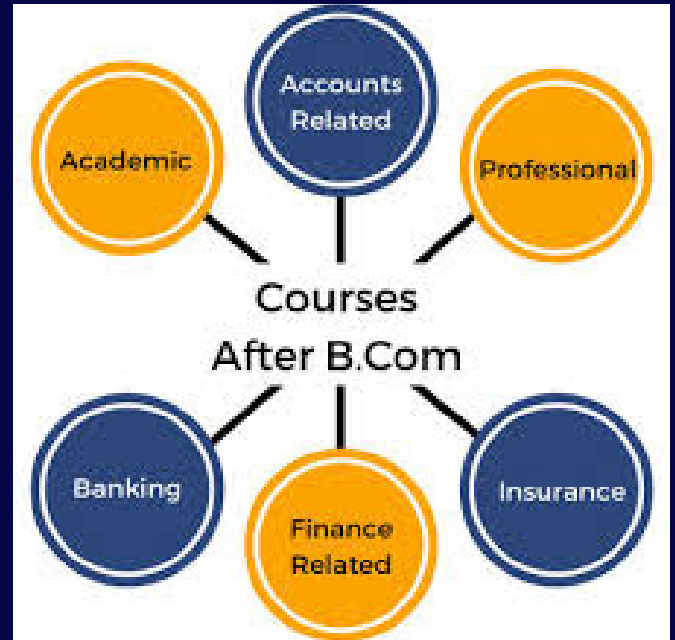 Accounts
Related
Academic
Professional
Courses
After B.Com
Banking
Insurance
Finance
Related